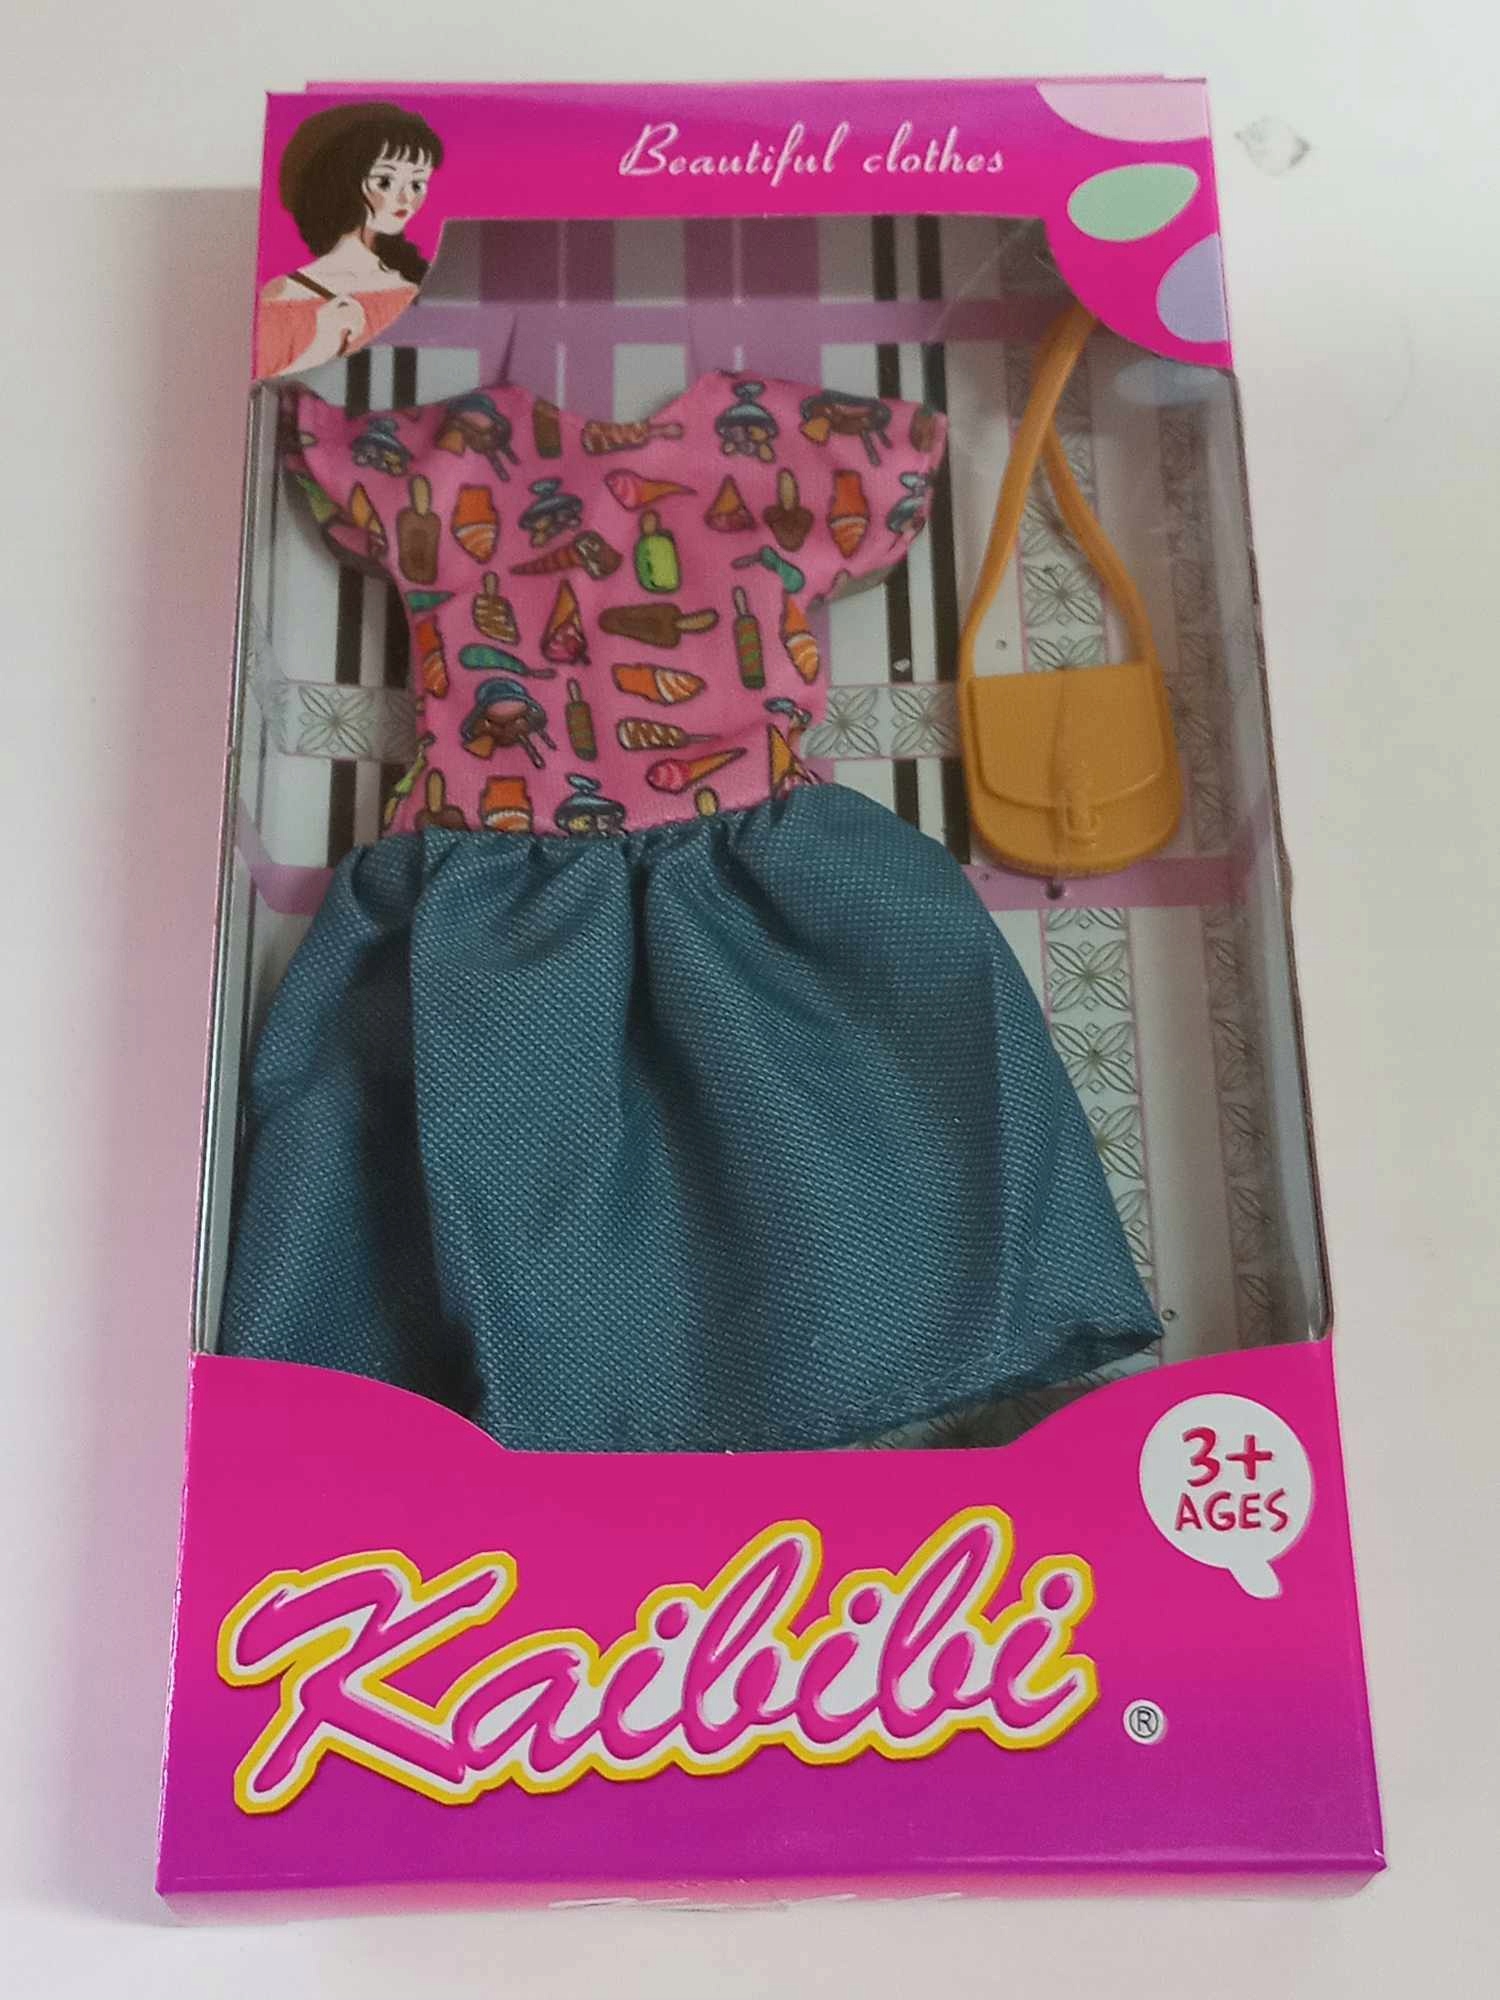 Beautiful clothes
3+
AGES
Kaibibi
®